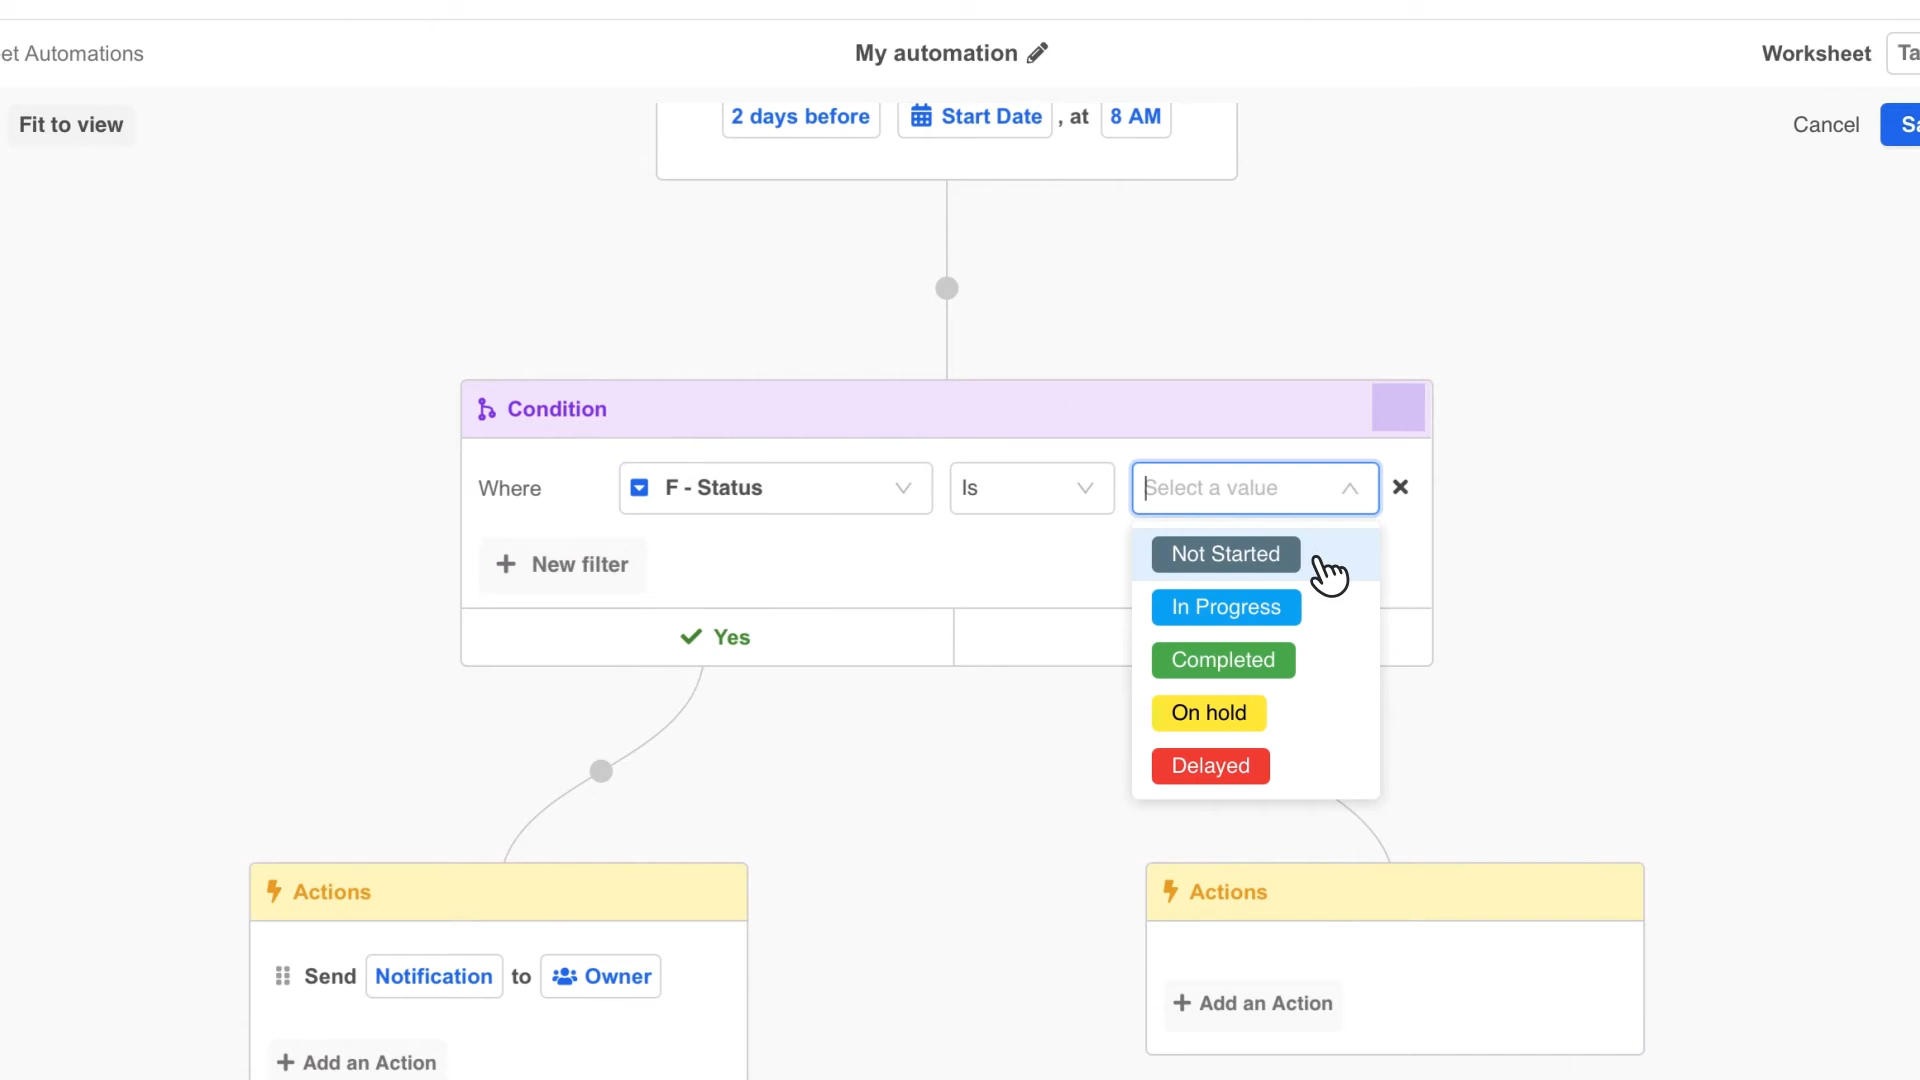 et Automations
My automation
Worksheet
Ta
Fit to view
2 days before Start Date , at 8 AM
Cancel
Sa
Condition
Where F - Status Is Select a value
Not Started
New filter
In Progress
Yes
Completed
On hold
Delayed
Actions
Actions
Send Notification to Owner
Add an Action
Add an Action